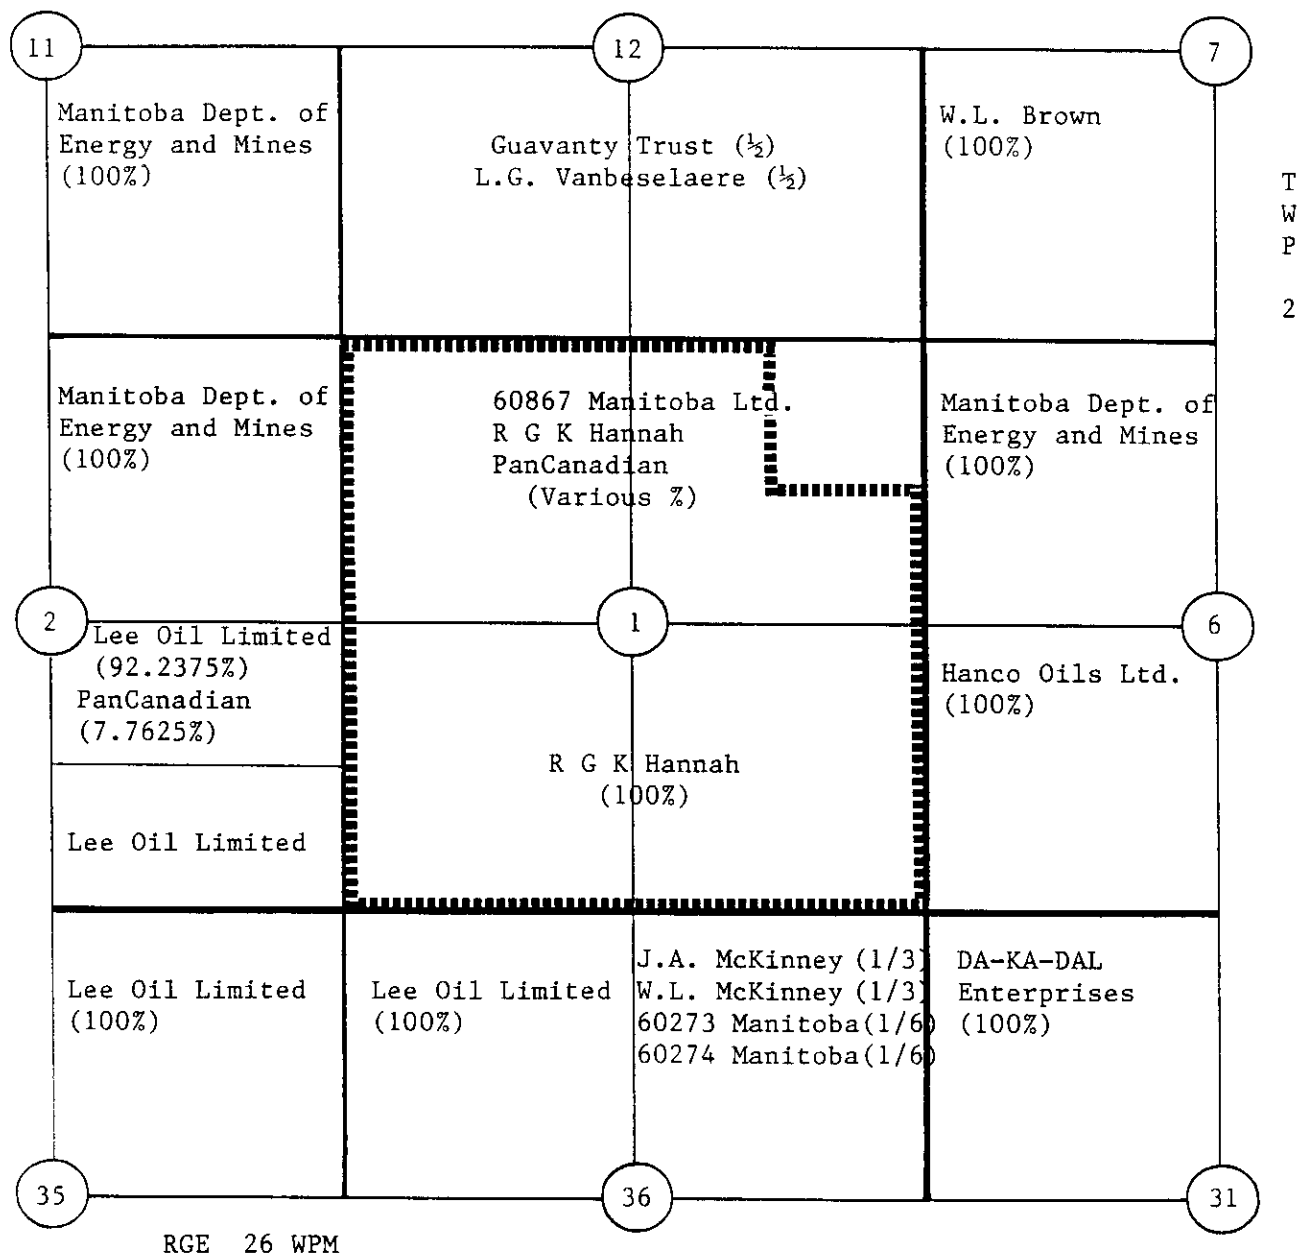 11
12
7
Manitoba Dept. of
Energy and Mines
(100%)
Guavanty Trust (½)
L.G. Vanbeselaere (½)
W.L. Brown
(100%)
T
W
P
2
Manitoba Dept. of
Energy and Mines
(100%)
60867 Manitoba Ltd.
R G K Hannah
PanCanadian
(Various %)
Manitoba Dept. of
Energy and Mines
(100%)
2
1
6
Lee Oil Limited
(92.2375%)
PanCanadian
(7.7625%)
Hanco Oils Ltd.
(100%)
R G K Hannah
(100%)
Lee Oil Limited
Lee Oil Limited
(100%)
Lee Oil Limited
(100%)
J.A. McKinney (1/3)
W.L. McKinney (1/3)
60273 Manitoba(1/6)
60274 Manitoba(1/6)
DA-KA-DAL
Enterprises
(100%)
35
36
31
RGE 26 WPM